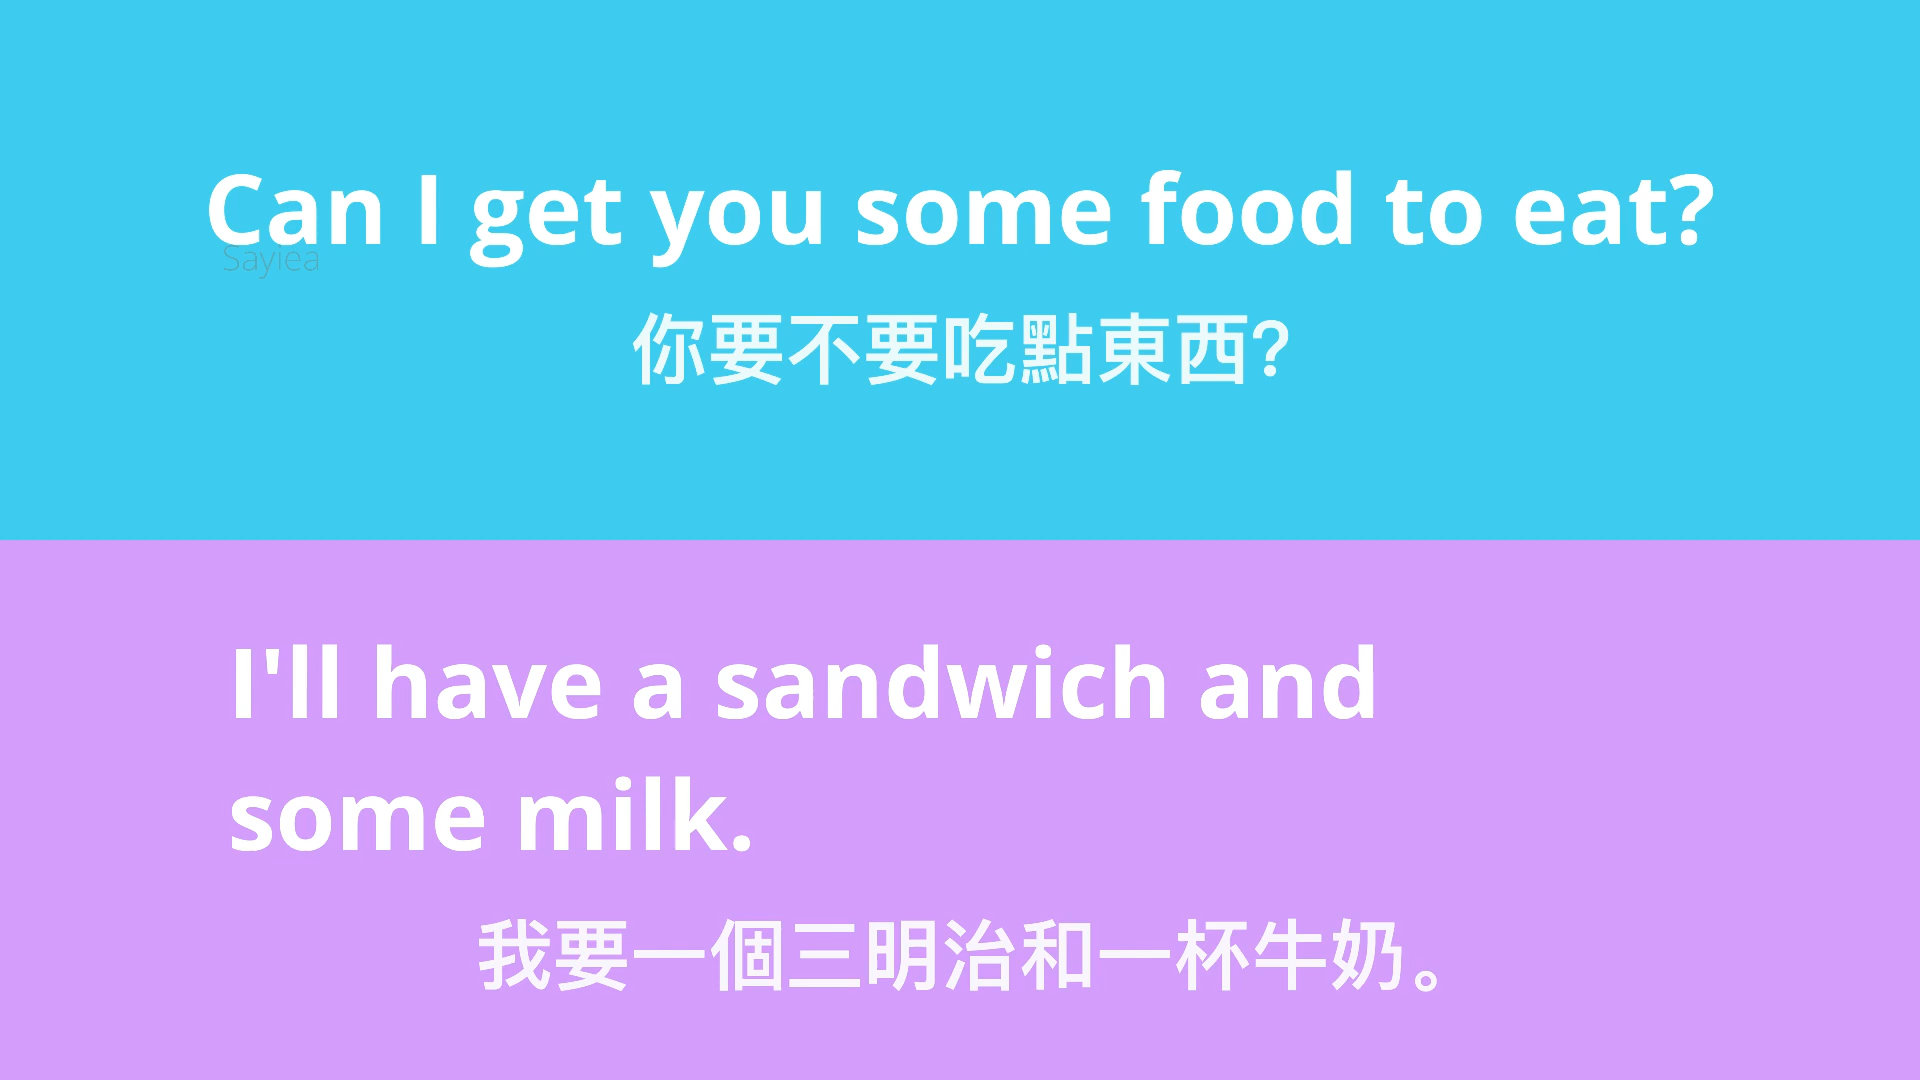 Can I get you some food to eat?
Saylea
你要不要吃點東西?
I'll have a sandwich and
some milk.
我要一個三明治和一杯牛奶。